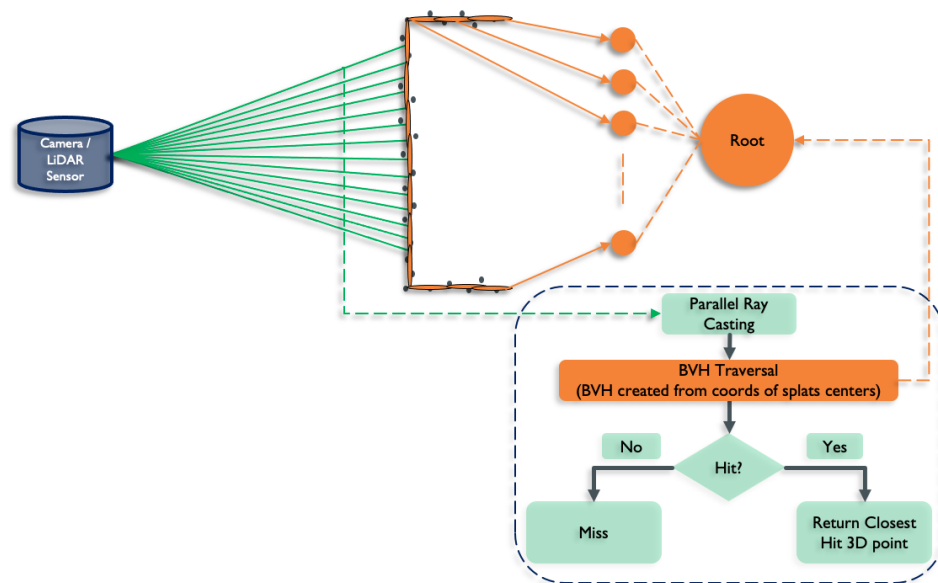 Camera /
LiDAR
Sensor
Root
Parallel Ray
Casting
BVH Traversal
(BVH created from coords of splats centers)
No
Yes
Hit?
Miss
Return Closest
Hit 3D point